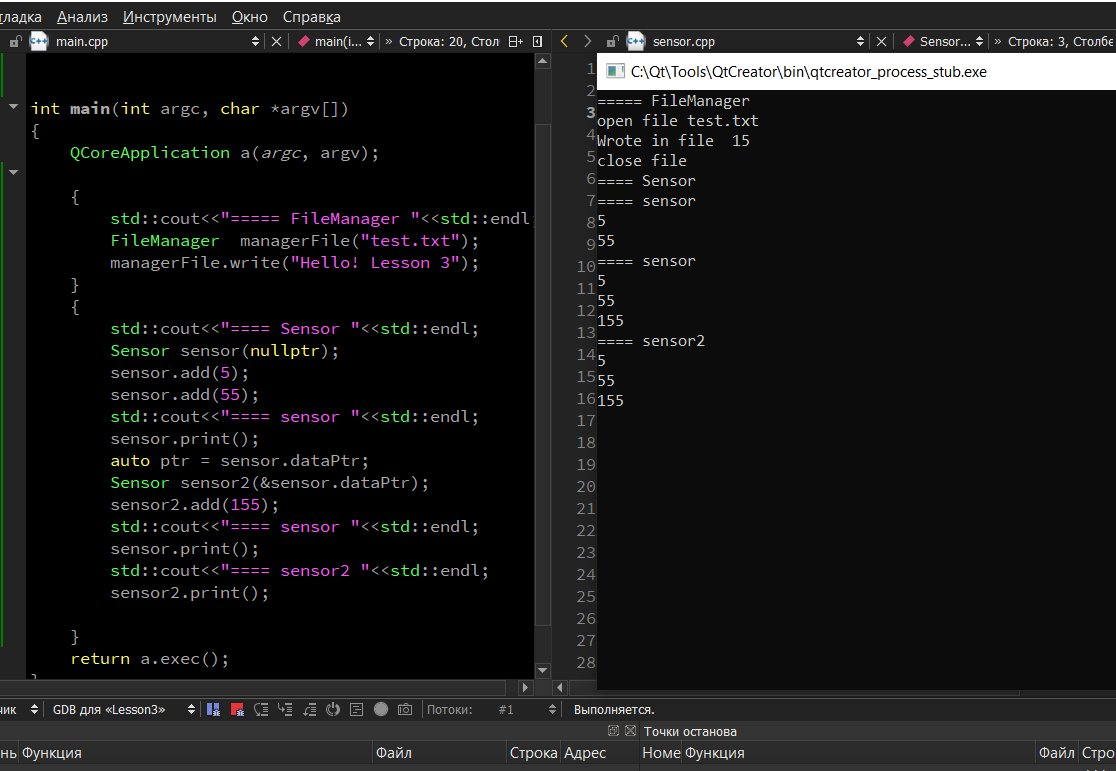 тладка Анализ Инструменты Окно Справка
main.cpp main(i... » Строка: 20, Стол sensor.cpp Sensor... » Строка: 3, Столбе
int main(int argc, char *argv[])
{
QCoreApplication a(argc, argv);
{
std::cout<<"===== FileManager "<<std::endl;
FileManager  managerFile("test.txt");
managerFile.write("Hello! Lesson 3");
}
{
std::cout<<"==== Sensor "<<std::endl;
Sensor sensor(nullptr);
sensor.add(5);
sensor.add(55);
std::cout<<"==== sensor "<<std::endl;
sensor.print();
auto ptr = sensor.dataPtr;
Sensor sensor2(&sensor.dataPtr);
sensor2.add(155);
std::cout<<"==== sensor "<<std::endl;
sensor.print();
std::cout<<"==== sensor2 "<<std::endl;
sensor2.print();
}
return a.exec();
}
1
2
3
4
5
6
7
8
9
10
11
12
13
14
15
16
17
18
19
20
21
22
23
24
25
26
27
28
C:\Qt\Tools\QtCreator\bin\qtcreator_process_stub.exe
===== FileManager
open file test.txt
Wrote in file  15
close file
==== Sensor
==== sensor
5
55
==== sensor
5
55
155
==== sensor2
5
55
155
чик GDB для «Lesson3» Потоки: #1 Выполняется.
Точки останова
нь Функция Файл Строка Адрес Номе Функция Файл Стро